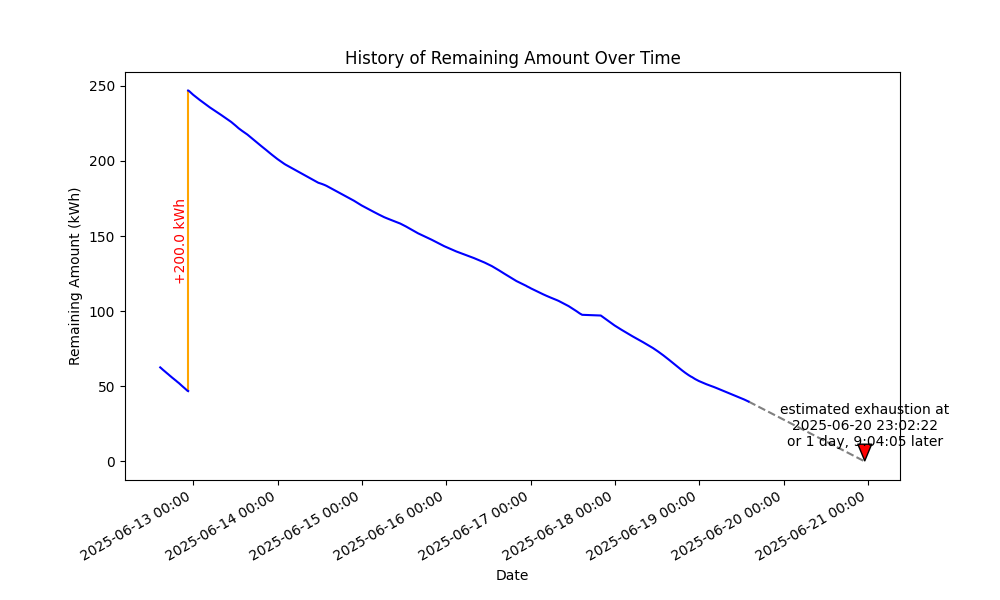 History of Remaining Amount Over Time
Remaining Amount (kWh)
250
200
150
100
50
0
+200.0 kWh
estimated exhaustion at
2025-06-20 23:02:22
or 1 day, 9:04:05 later
2025-06-13 00:00
2025-06-14 00:00
2025-06-15 00:00
2025-06-16 00:00
2025-06-17 00:00
2025-06-18 00:00
2025-06-19 00:00
2025-06-20 00:00
2025-06-21 00:00
Date